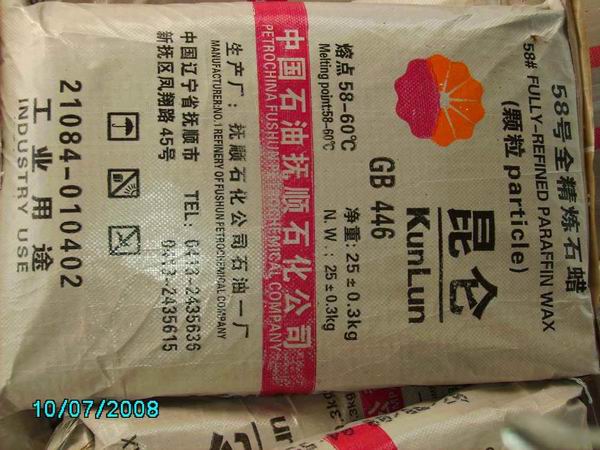 58号全精炼石蜡
58# FULLY-REFINED PARAFFIN WAX
(颗粒 particle)
昆仑
KunLun
GB 446
熔点58-60℃
Melting point:58-60℃
净重: 25±0.3kg
N.W.: 25±0.3kg
中国石油抚顺石化公司
PETROCHINA FUSHUN PETROCHEMICAL COMPANY
生产厂: 抚顺石化公司石油一厂
MANUFACTURER:NO.1 REFINERY OF FUSHUN PETROCHEMICAL COMPANY
中国辽宁省抚顺市 TEL: 0413-2435636
新抚区凤翔路45号 0413-2435615
21084-010402
工业用途
INDUSTRY USE
10/07/2008